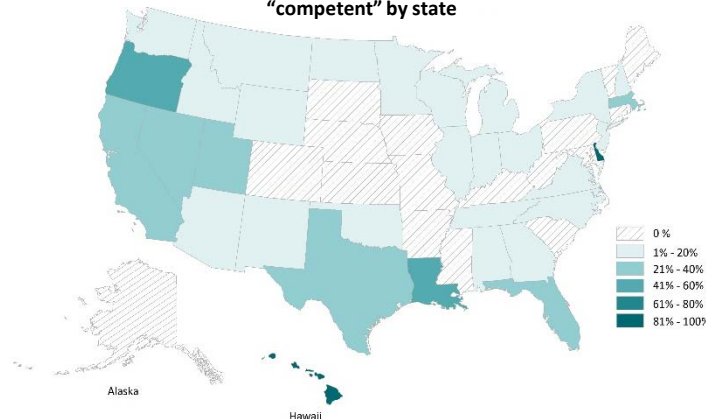 “competent” by state
0 %
1% - 20%
21% - 40%
41% - 60%
61% - 80%
81% - 100%
Alaska
Hawaii